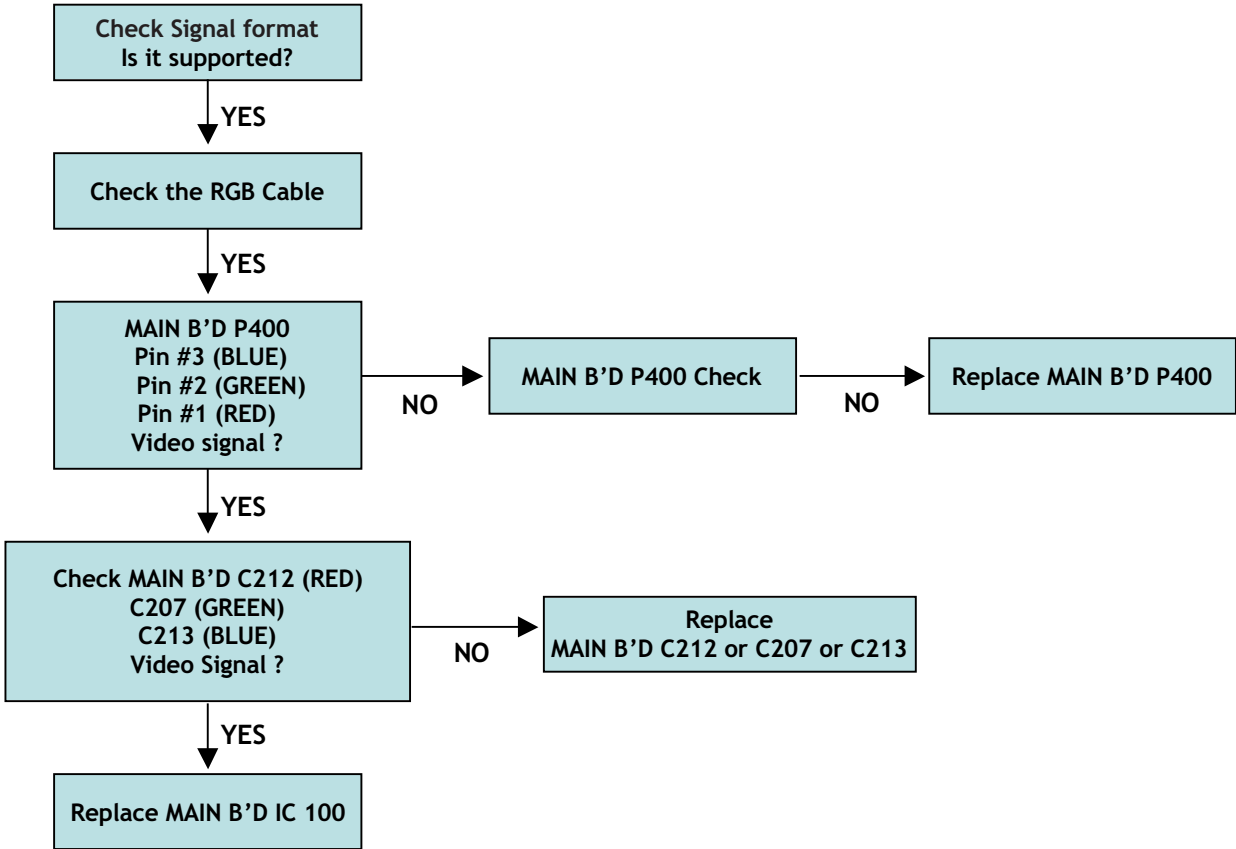 Check Signal format
Is it supported?
YES
Check the RGB Cable
YES
MAIN B’D P400
Pin #3 (BLUE)
Pin #2 (GREEN)
Pin #1 (RED)
Video signal ?
NO
MAIN B’D P400 Check
NO
Replace MAIN B’D P400
YES
Check MAIN B’D C212 (RED)
C207 (GREEN)
C213 (BLUE)
Video Signal ?
NO
Replace
MAIN B’D C212 or C207 or C213
YES
Replace MAIN B’D IC 100